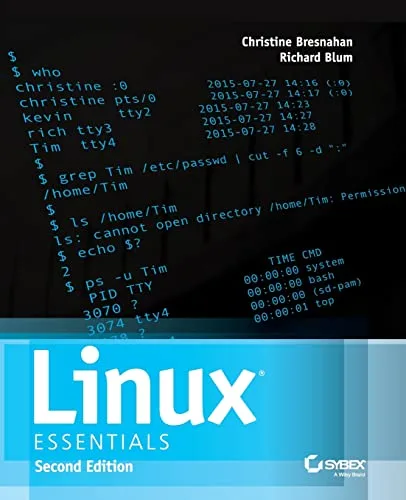 Christine Bresnahan
Richard Blum
$
$ who
christine :0 2015-07-27 14:16 (:0)
christine pts/0 2015-07-27 14:17 (:0)
kevin tty2 2015-07-27 14:23
rich tty3 2015-07-27 14:27
Tim tty4 2015-07-27 14:28
$
$ grep Tim /etc/passwd | cut -f 6 -d ":"
/home/Tim
$
$ ls /home/Tim
ls: cannot open directory /home/Tim: Permission
$ echo $?
2
$ ps -u Tim
PID TTY TIME CMD
3070 ? 00:00:00 system
3074 tty4 00:00:00 bash
00:00:00 (sd-pam)
00:00:01 top
Linux®
ESSENTIALS
Second Edition
SYBEX
A Wiley Brand